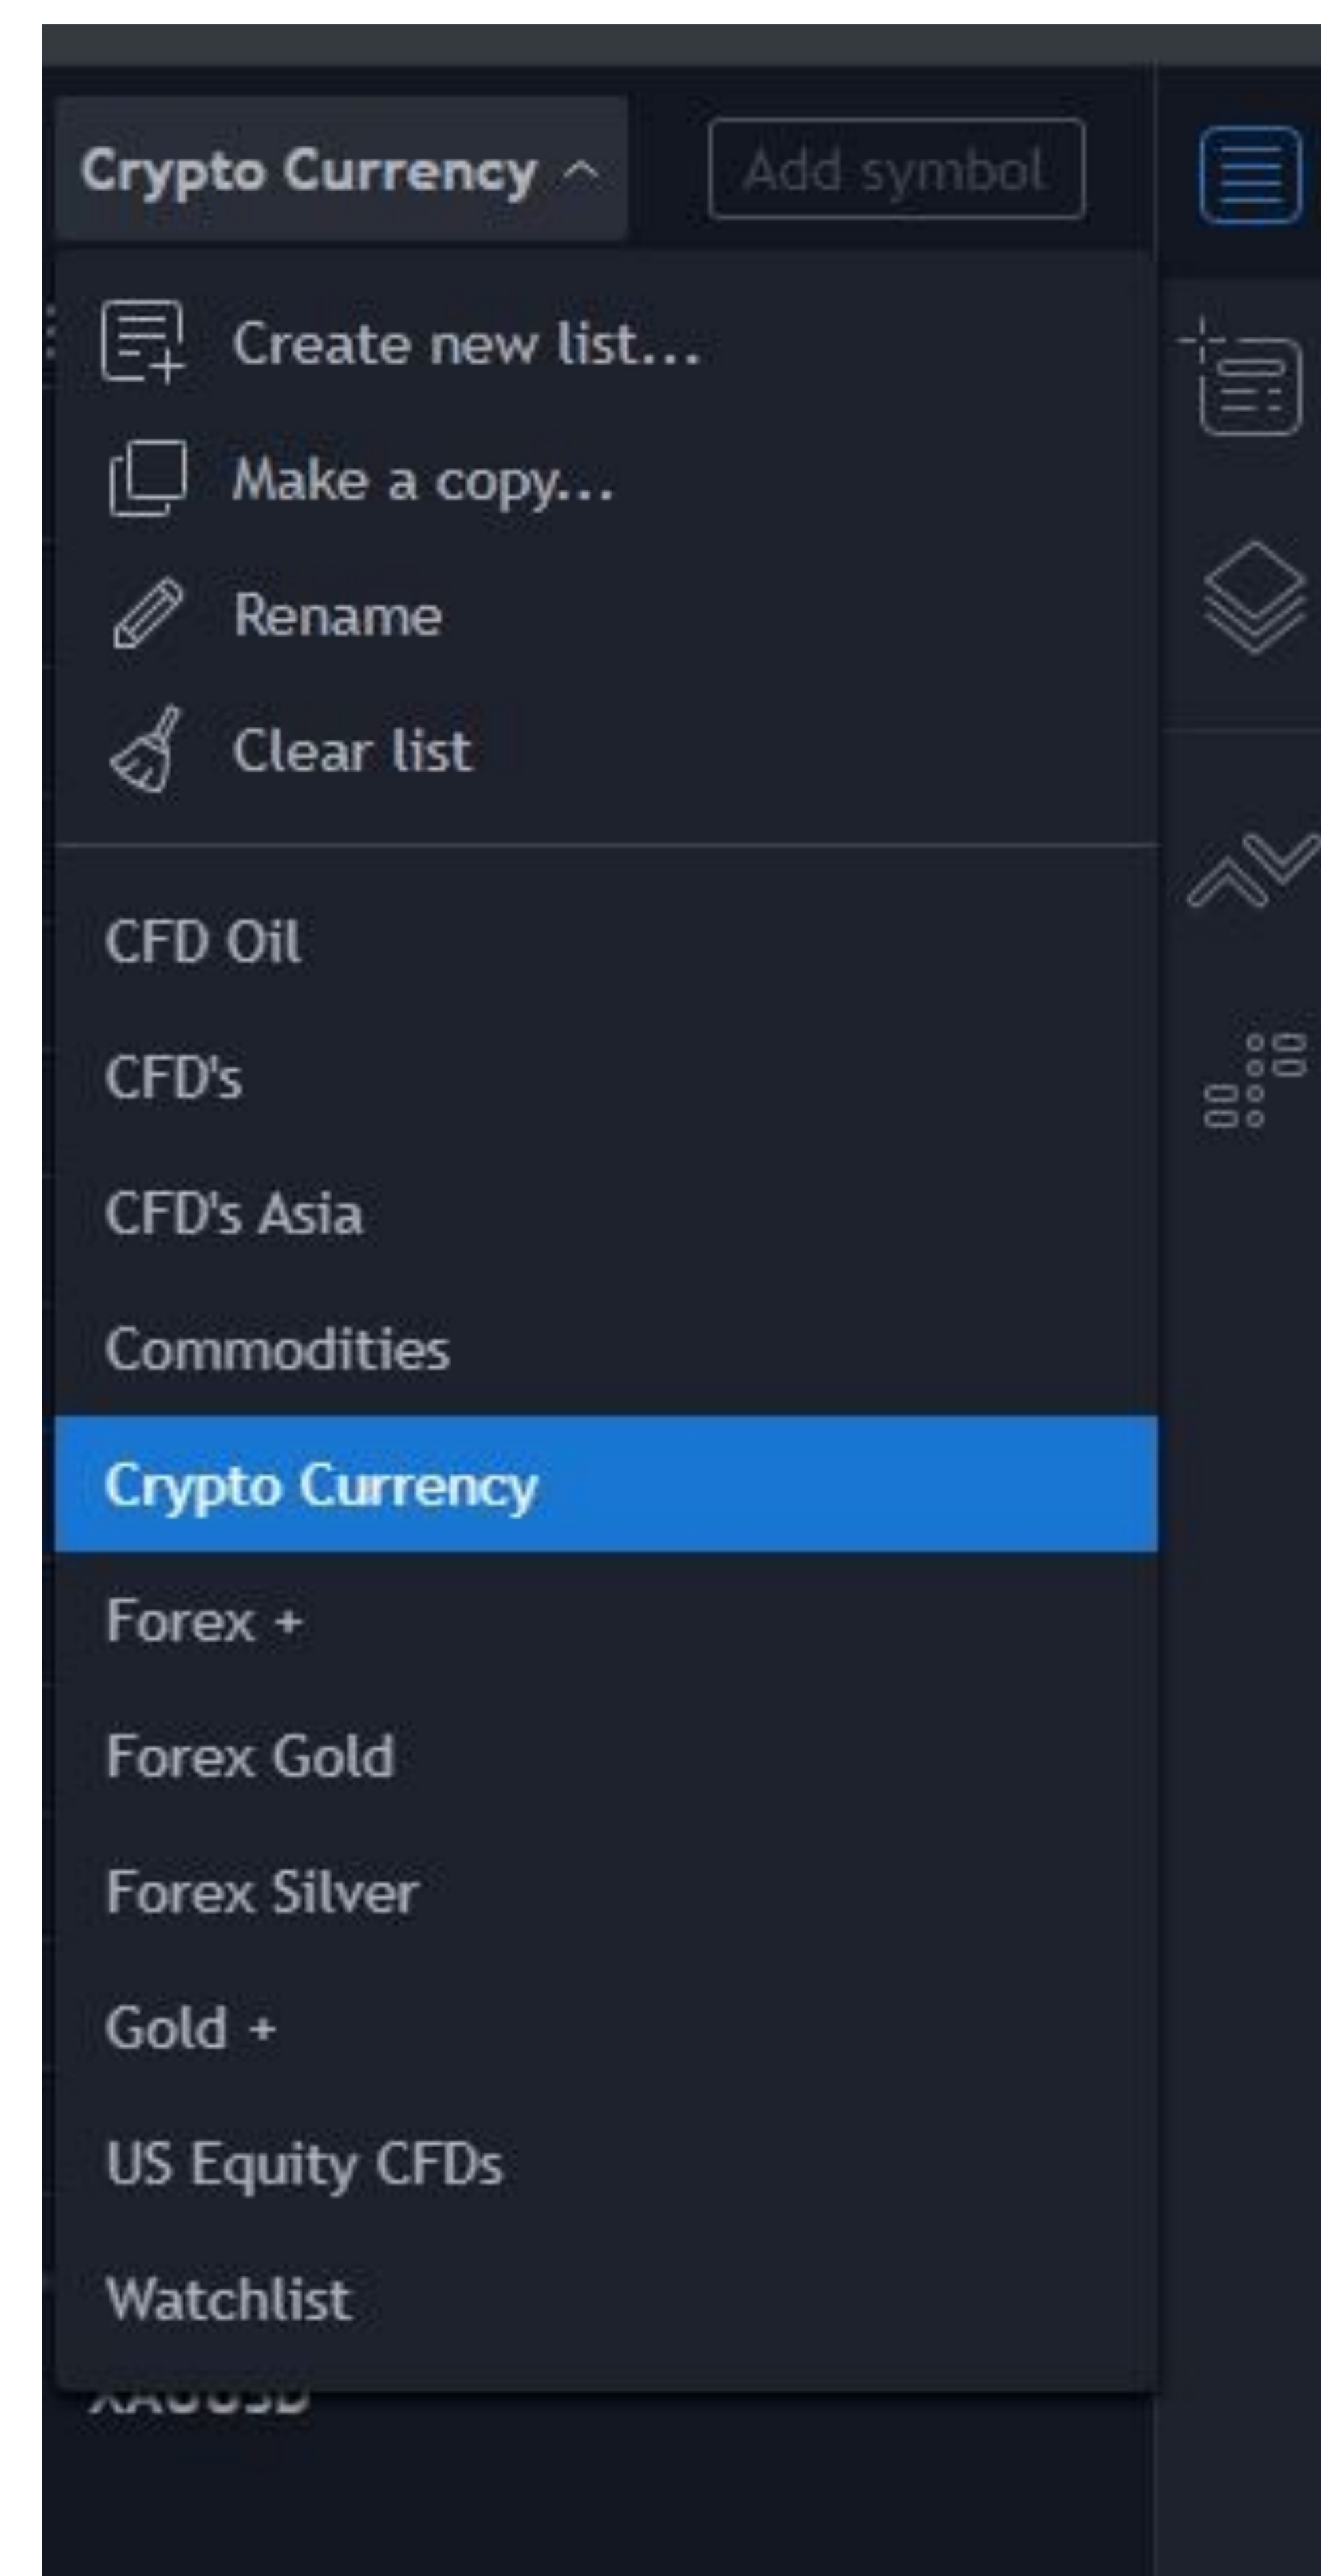 Crypto Currency
Add symbol
Create new list...
Make a copy...
Rename
Clear list
CFD Oil
CFD's
CFD's Asia
Commodities
Crypto Currency
Forex +
Forex Gold
Forex Silver
Gold +
US Equity CFDs
Watchlist
XAUUSD